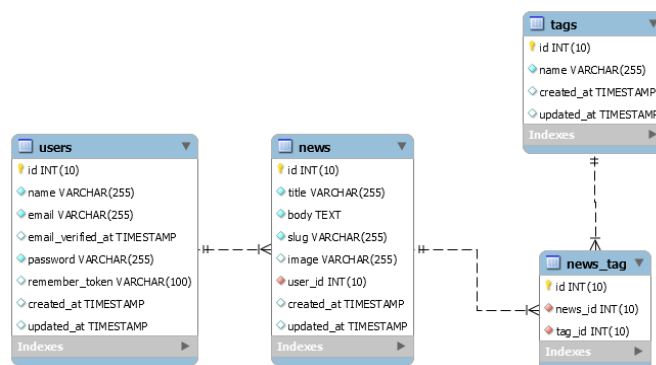 tags
id INT(10)
name VARCHAR(255)
created_at TIMESTAMP
updated_at TIMESTAMP
Indexes
users
id INT(10)
name VARCHAR(255)
email VARCHAR(255)
email_verified_at TIMESTAMP
password VARCHAR(255)
remember_token VARCHAR(100)
created_at TIMESTAMP
updated_at TIMESTAMP
Indexes
news
id INT(10)
title VARCHAR(255)
body TEXT
slug VARCHAR(255)
image VARCHAR(255)
user_id INT(10)
created_at TIMESTAMP
updated_at TIMESTAMP
Indexes
news_tag
id INT(10)
news_id INT(10)
tag_id INT(10)
Indexes